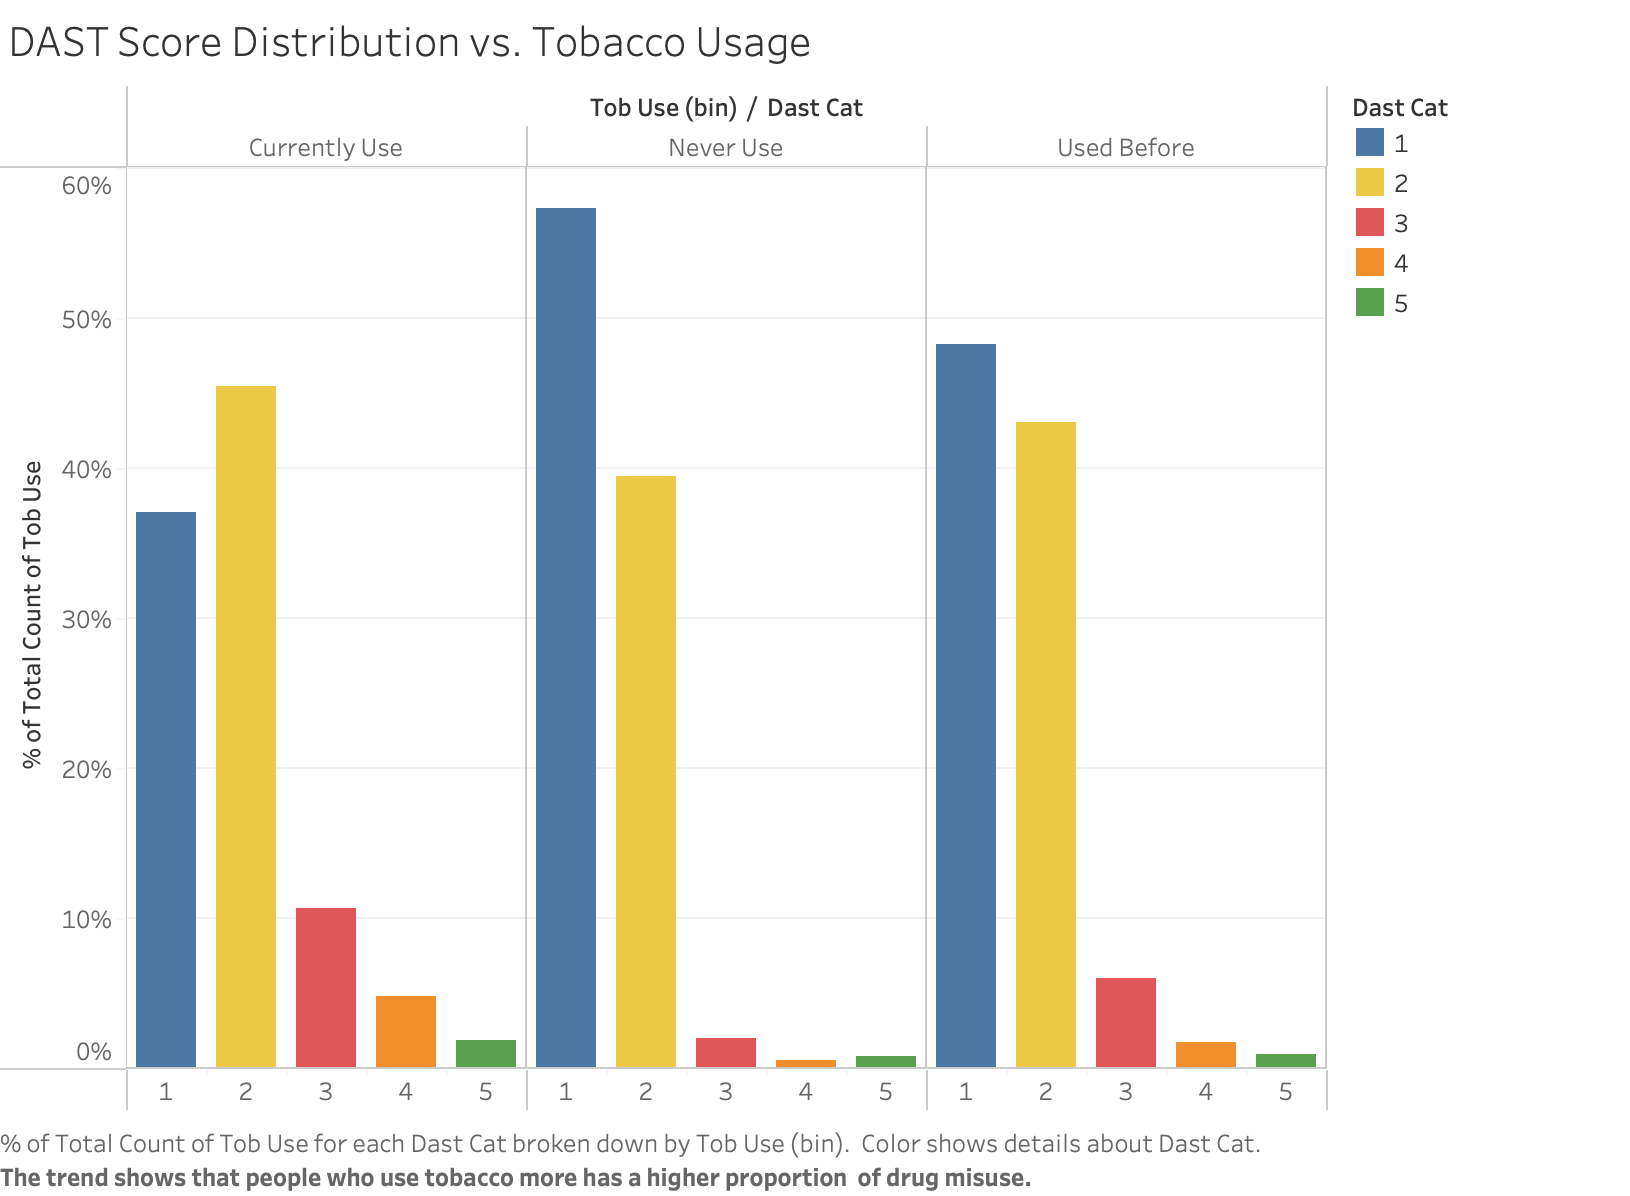 DAST Score Distribution vs. Tobacco Usage
Tob Use (bin) / Dast Cat
Currently Use
Never Use
Used Before
60%
50%
40%
30%
20%
10%
0%
% of Total Count of Tob Use
1 2 3 4 5 1 2 3 4 5 1 2 3 4 5
Dast Cat
1
2
3
4
5
% of Total Count of Tob Use for each Dast Cat broken down by Tob Use (bin).  Color shows details about Dast Cat.
The trend shows that people who use tobacco more has a higher proportion  of drug misuse.